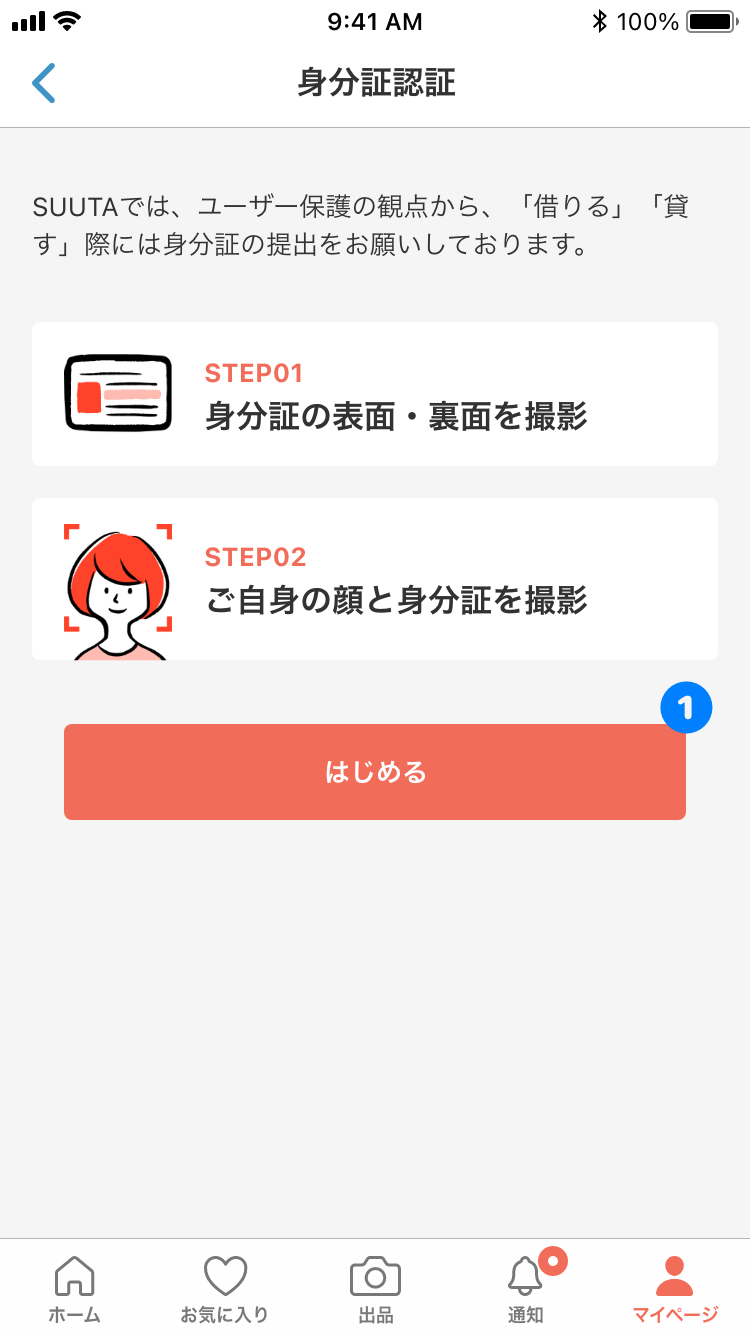 9:41 AM
100%
身分証認証
SUUTAでは、ユーザー保護の観点から、「借りる」「貸
す」際には身分証の提出をお願いしております。
STEP01
身分証の表面・裏面を撮影
STEP02
ご自身の顔と身分証を撮影
1
はじめる
ホーム
お気に入り
出品
通知
マイページ